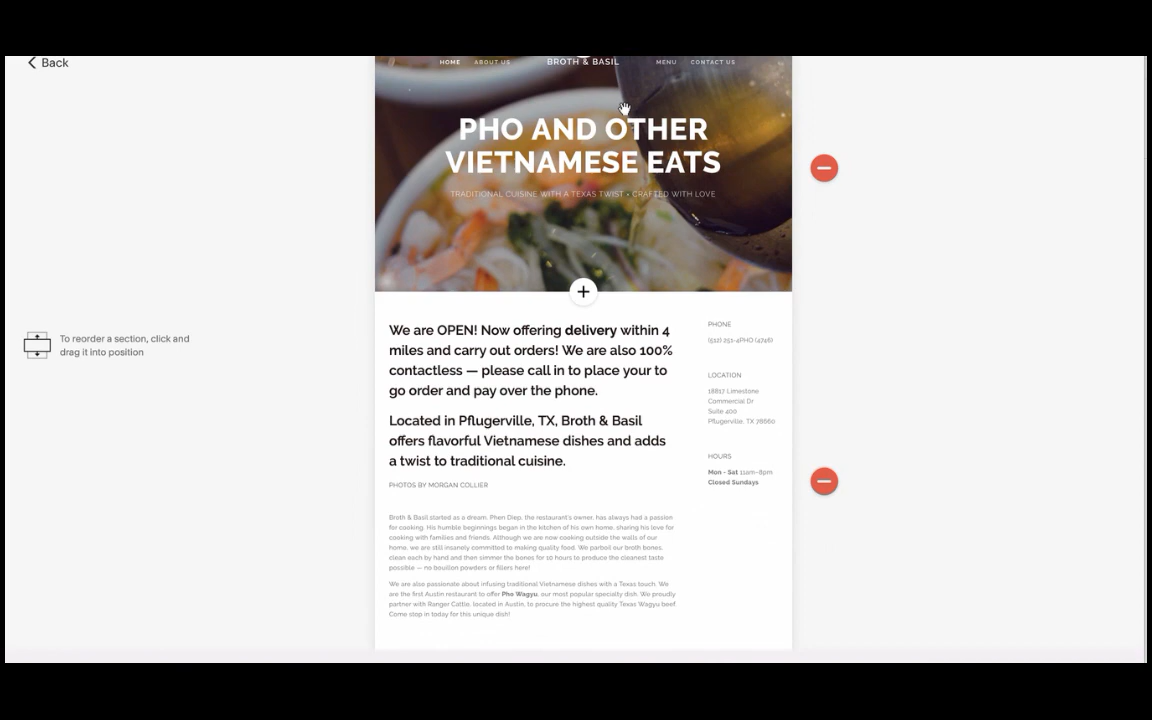 Back
HOME ABOUT US BROTH & BASIL MENU CONTACT US
PHO AND OTHER
VIETNAMESE EATS
TRADITIONAL CUISINE WITH A TEXAS TWIST • CRAFTED WITH LOVE
To reorder a section, click and
drag it into position
We are OPEN! Now offering delivery within 4
miles and carry out orders! We are also 100%
contactless — please call in to place your to
go order and pay over the phone.
Located in Pflugerville, TX, Broth & Basil
offers flavorful Vietnamese dishes and adds
a twist to traditional cuisine.
PHOTOS BY MORGAN COLLIER
Broth & Basil started as a dream. Phen Diep, the restaurant's owner, has always had a passion
for cooking. His humble beginnings began in the kitchen of his own home, sharing his love for
cooking with families and friends. Although we are now cooking outside the walls of our
home, we are still insanely committed to making quality food. We parboil our broth bones,
clean each by hand and then simmer the bones for 10 hours to produce the cleanest taste
possible — no bouillon powders or fillers here!
We are also passionate about infusing traditional Vietnamese dishes with a Texas touch. We
are the first Austin restaurant to offer Pho Wagyu, our most popular specialty dish. We proudly
partner with Ranger Cattle, located in Austin, to procure the highest quality Texas Wagyu beef.
Come stop in today for this unique dish!
PHONE
(512) 251-4PHO (4746)
LOCATION
18817 Limestone
Commercial Dr
Suite 400
Pflugerville, TX 78660
HOURS
Mon - Sat 11am–8pm
Closed Sundays